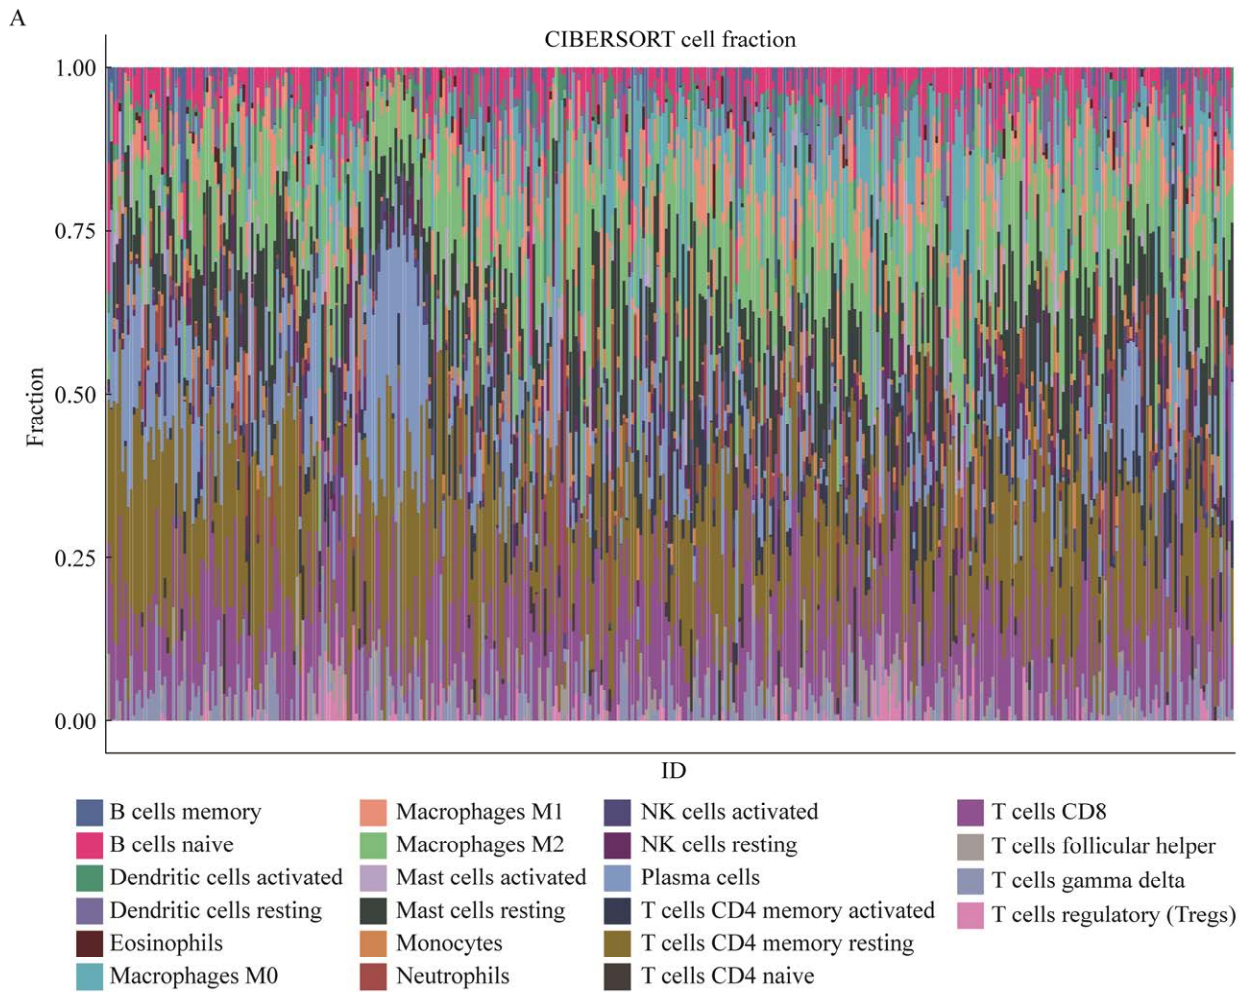 A
CIBERSORT cell fraction
1.00
0.75
0.50
0.25
0.00
Fraction
ID
B cells memory
B cells naive
Dendritic cells activated
Dendritic cells resting
Eosinophils
Macrophages M0
Macrophages M1
Macrophages M2
Mast cells activated
Mast cells resting
Monocytes
Neutrophils
NK cells activated
NK cells resting
Plasma cells
T cells CD4 memory activated
T cells CD4 memory resting
T cells CD4 naive
T cells CD8
T cells follicular helper
T cells gamma delta
T cells regulatory (Tregs)